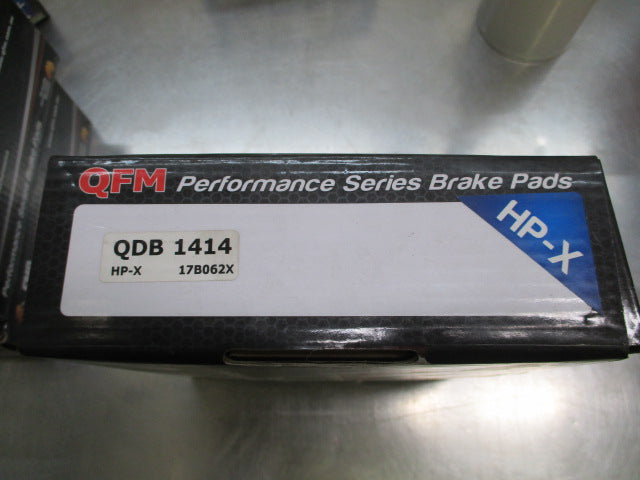 QFM Performance Series Brake Pads
HP-X
QDB 1414
HP-X 17B062X